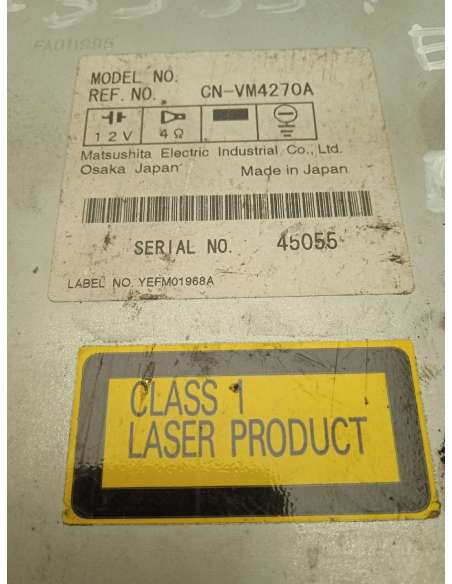 MODEL NO.
REF. NO. CN-VM4270A
12V 4Ω
Matsushita Electric Industrial Co., Ltd.
Osaka Japan Made in Japan
SERIAL NO. 45055
LABEL NO. YEFM01968A
CLASS 1
LASER PRODUCT